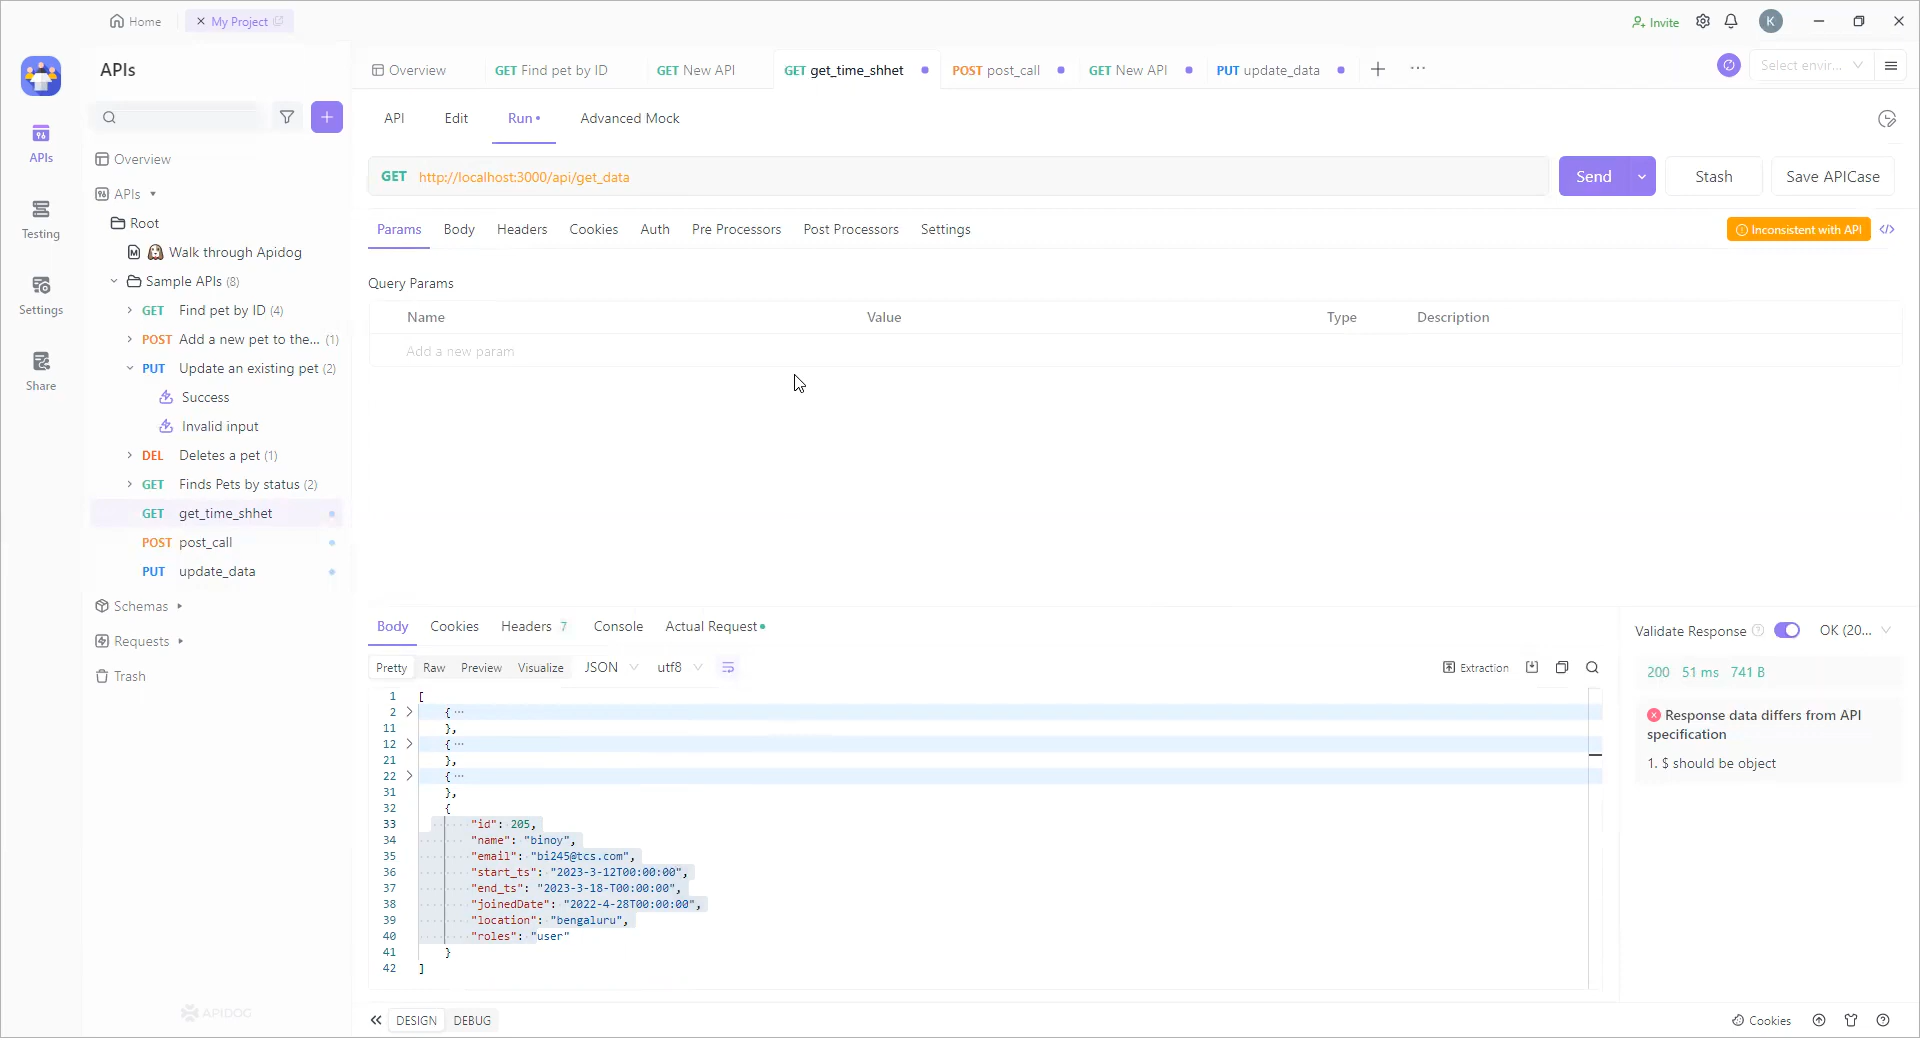 Home
My Project
Invite
K
APIs
Overview
GET Find pet by ID
GET New API
GET get_time_shhet
POST post_call
GET New API
PUT update_data
Select envir...
API
Edit
Run
Advanced Mock
GET http://localhost:3000/api/get_data
Send
Stash
Save APICase
Params
Body
Headers
Cookies
Auth
Pre Processors
Post Processors
Settings
Inconsistent with API
Query Params
Name
Value
Type
Description
Add a new param
APIs
Testing
Settings
Share
Overview
APIs
Root
Walk through Apidog
Sample APIs (8)
GET Find pet by ID (4)
POST Add a new pet to the... (1)
PUT Update an existing pet (2)
Success
Invalid input
DEL Deletes a pet (1)
GET Finds Pets by status (2)
GET get_time_shhet
POST post_call
PUT update_data
Schemas
Requests
Trash
APIDOG
Body
Cookies
Headers 7
Console
Actual Request
Pretty
Raw
Preview
Visualize
JSON
utf8
Extraction
1 [
2 { ...
11 },
12 { ...
21 },
22 { ...
31 },
32 {
33 "id": 205,
34 "name": "binoy",
35 "email": "bi245@tcs.com",
36 "start_ts": "2023-3-12T00:00:00",
37 "end_ts": "2023-3-18-T00:00:00",
38 "joinedDate": "2022-4-28T00:00:00",
39 "location": "bengaluru",
40 "roles": "user"
41 }
42 ]
Validate Response
OK (20...
200 51 ms 741 B
Response data differs from API
specification
1. $ should be object
DESIGN
DEBUG
Cookies